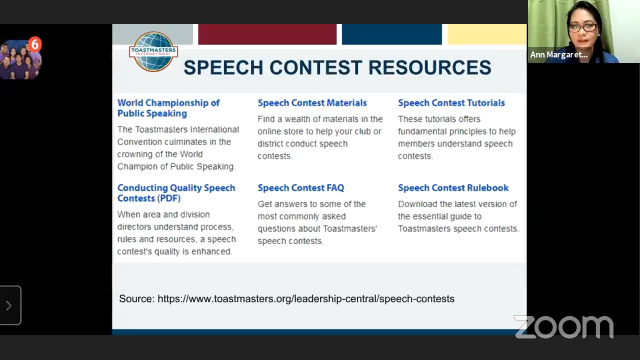 6
TOASTMASTERS
INTERNATIONAL
SPEECH CONTEST RESOURCES
Ann Margaret...
World Championship of
Public Speaking
The Toastmasters International
Convention culminates in the
crowning of the World
Champion of Public Speaking.
Speech Contest Materials
Find a wealth of materials in the
online store to help your club or
district conduct speech
contests.
Speech Contest Tutorials
These tutorials offers
fundamental principles to help
members understand speech
contests.
Conducting Quality Speech
Contests (PDF)
When area and division
directors understand process,
rules and resources, a speech
contest's quality is enhanced.
Speech Contest FAQ
Get answers to some of the
most commonly asked
questions about Toastmasters'
speech contests.
Speech Contest Rulebook
Download the latest version of
the essential guide to
Toastmasters speech contests.
Source: https://www.toastmasters.org/leadership-central/speech-contests
zoom